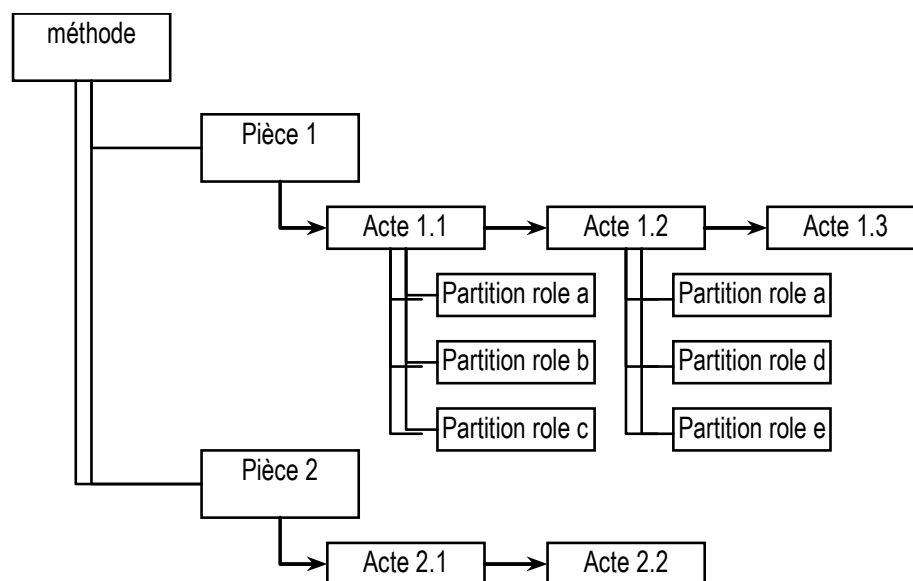 méthode
Pièce 1
Acte 1.1
Acte 1.2
Acte 1.3
Partition role a
Partition role a
Partition role b
Partition role d
Partition role c
Partition role e
Pièce 2
Acte 2.1
Acte 2.2